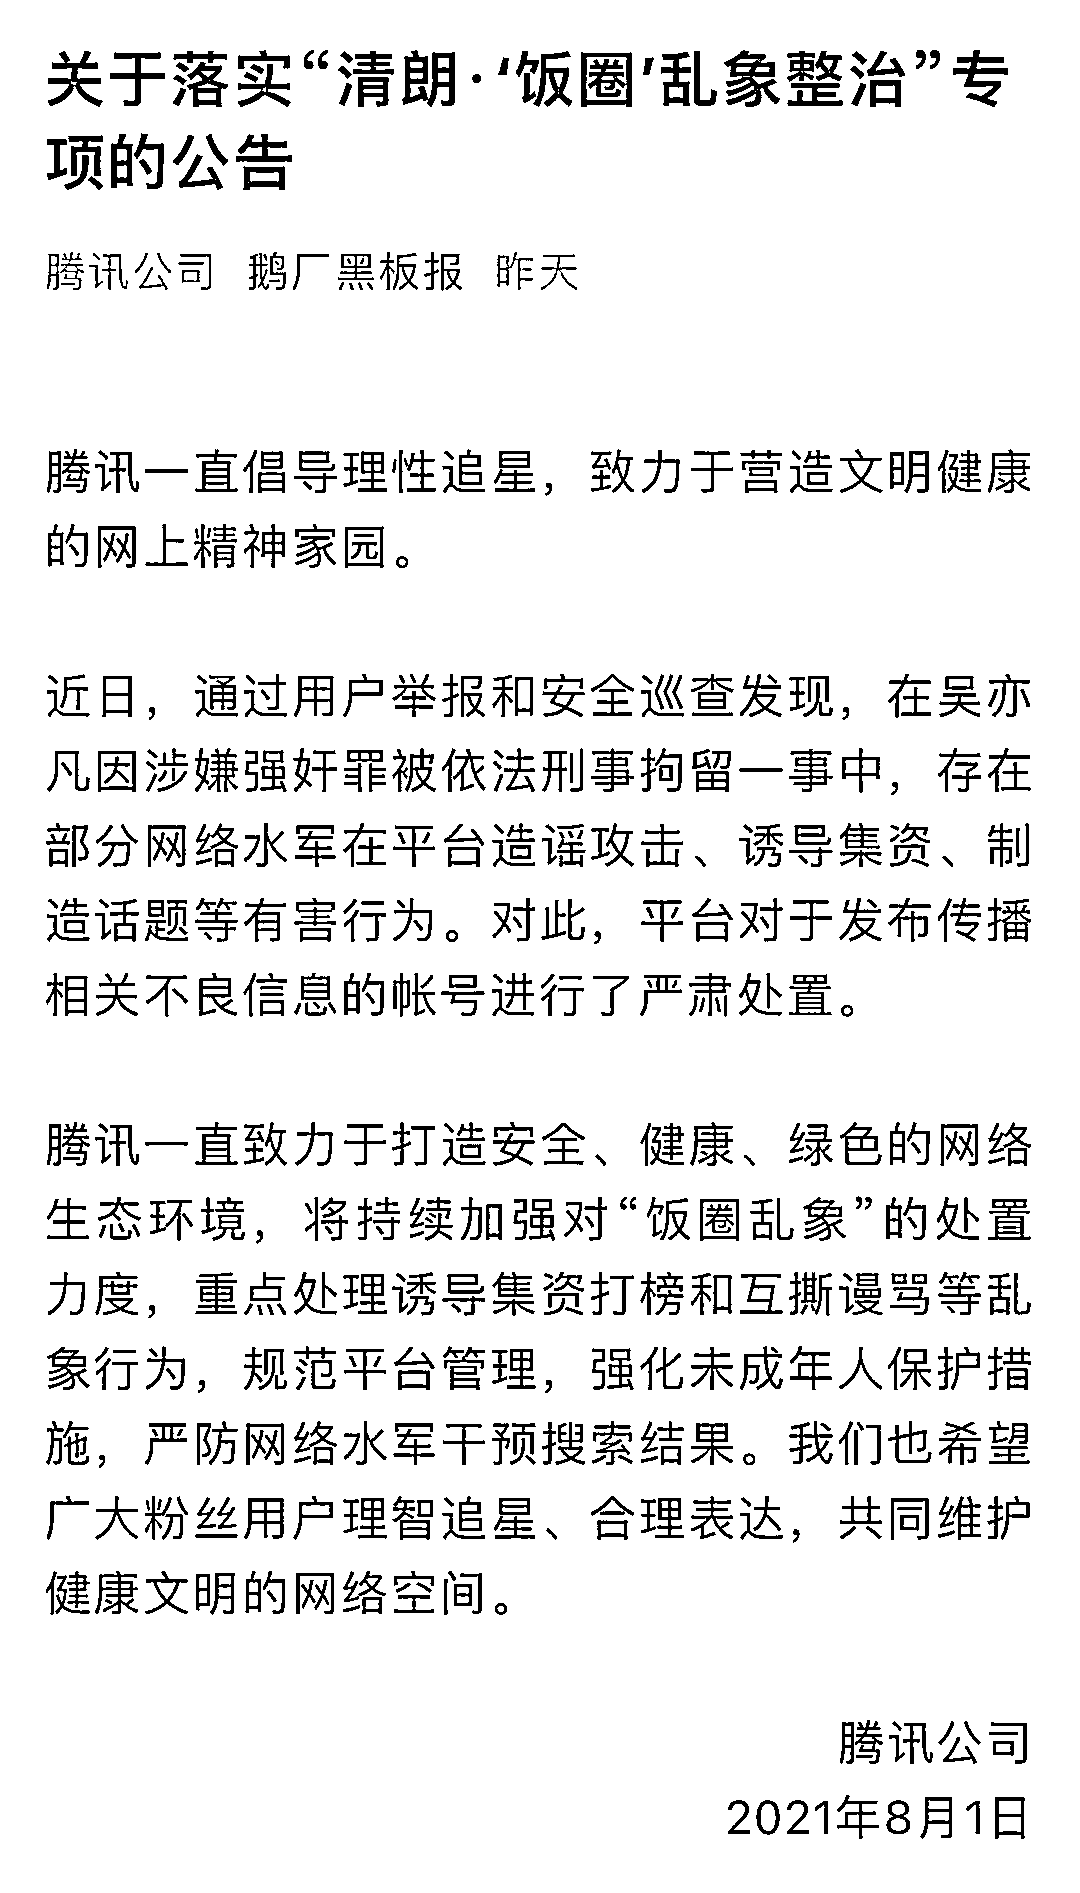 关于落实“清朗·‘饭圈’乱象整治”专
项的公告
腾讯公司 鹅厂黑板报 昨天
腾讯一直倡导理性追星，致力于营造文明健康
的网上精神家园。
近日，通过用户举报和安全巡查发现，在吴亦
凡因涉嫌强奸罪被依法刑事拘留一事中，存在
部分网络水军在平台造谣攻击、诱导集资、制
造话题等有害行为。对此，平台对于发布传播
相关不良信息的帐号进行了严肃处置。
腾讯一直致力于打造安全、健康、绿色的网络
生态环境，将持续加强对“饭圈乱象”的处置
力度，重点处理诱导集资打榜和互撕谩骂等乱
象行为，规范平台管理，强化未成年人保护措
施，严防网络水军干预搜索结果。我们也希望
广大粉丝用户理智追星、合理表达，共同维护
健康文明的网络空间。
腾讯公司
2021年8月1日